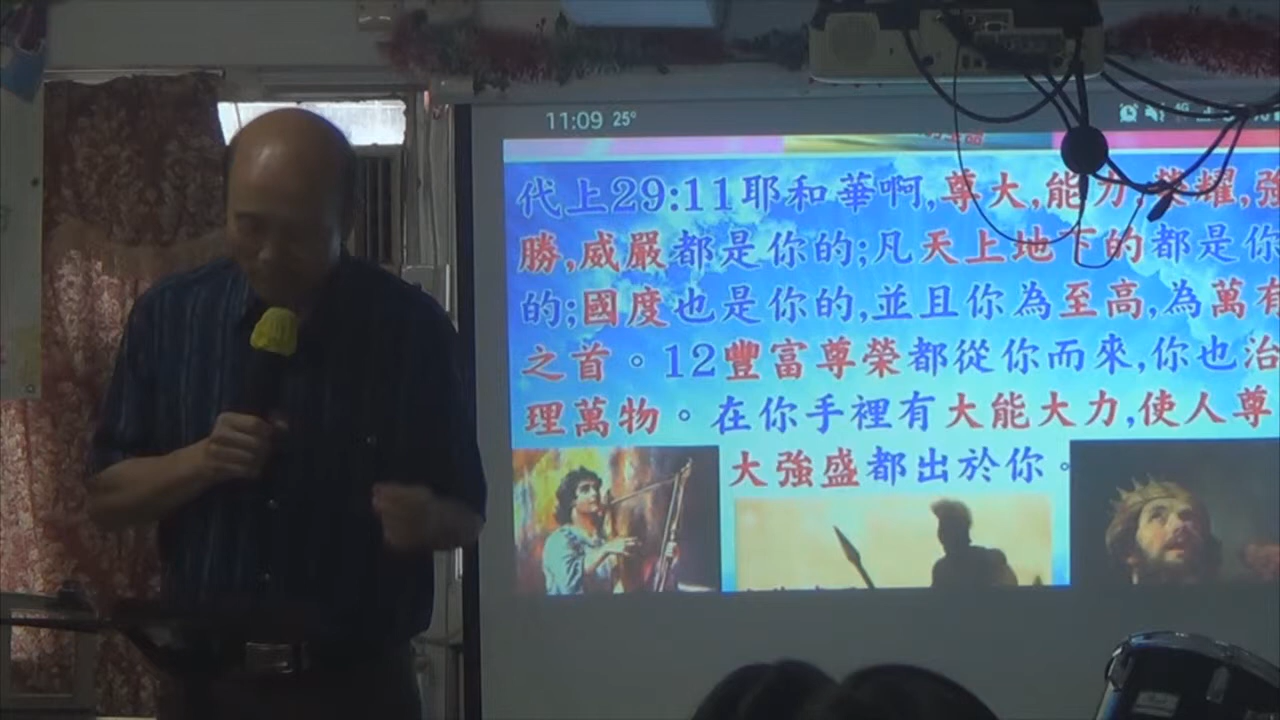 11:09 25°
4G
代上29:11耶和華啊,尊大,能力,榮耀,強
勝,威嚴都是你的;凡天上地下的都是你
的;國度也是你的,並且你為至高,為萬有
之首。12豐富尊榮都從你而來,你也治
理萬物。在你手裡有大能大力,使人尊
大強盛都出於你。